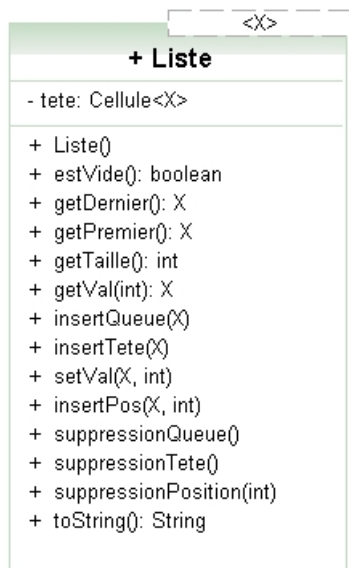 <X>
+ Liste
- tete: Cellule<X>
+ Liste()
+ estVide(): boolean
+ getDernier(): X
+ getPremier(): X
+ getTaille(): int
+ getVal(int): X
+ insertQueue(X)
+ insertTete(X)
+ setVal(X, int)
+ insertPos(X, int)
+ suppressionQueue()
+ suppressionTete()
+ suppressionPosition(int)
+ toString(): String